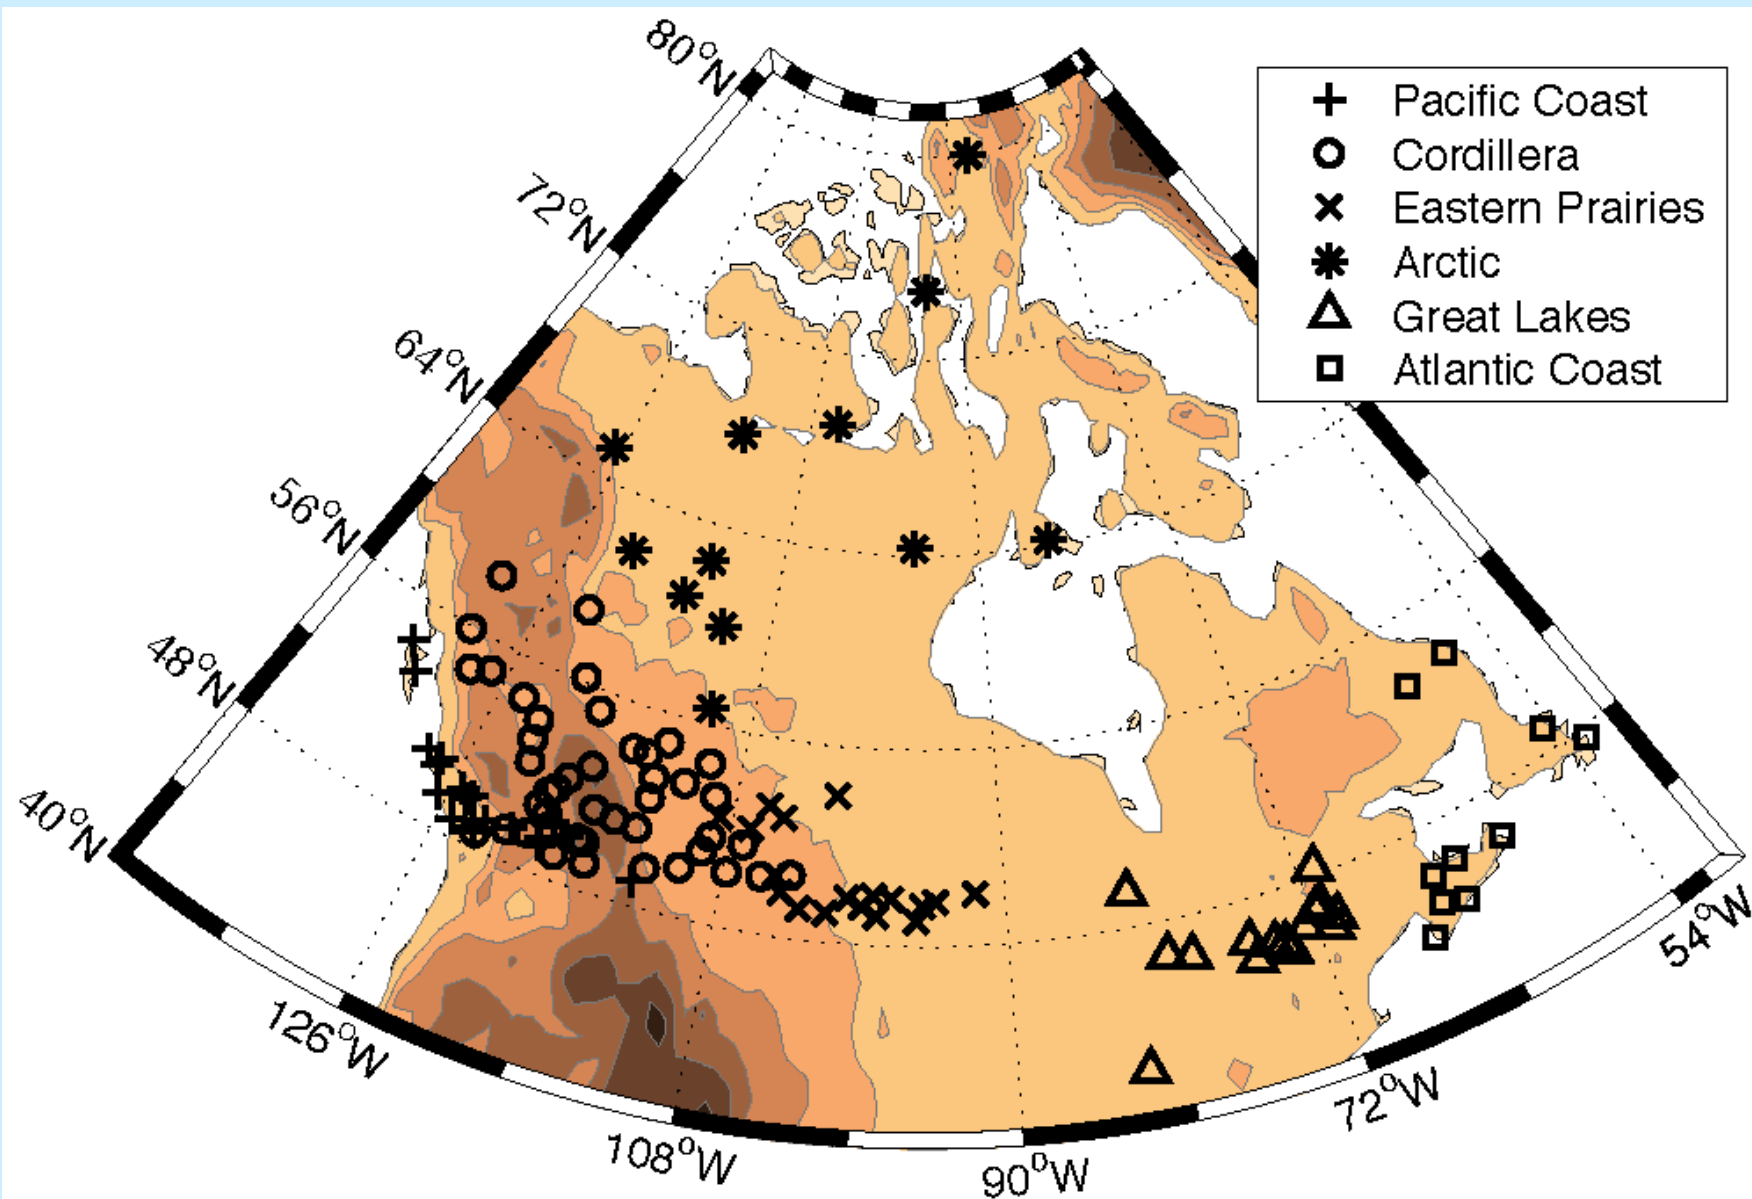 80°N
72°N
64°N
56°N
48°N
40°N
126°W
108°W
90°W
72°W
54°W
Pacific Coast
Cordillera
Eastern Prairies
Arctic
Great Lakes
Atlantic Coast